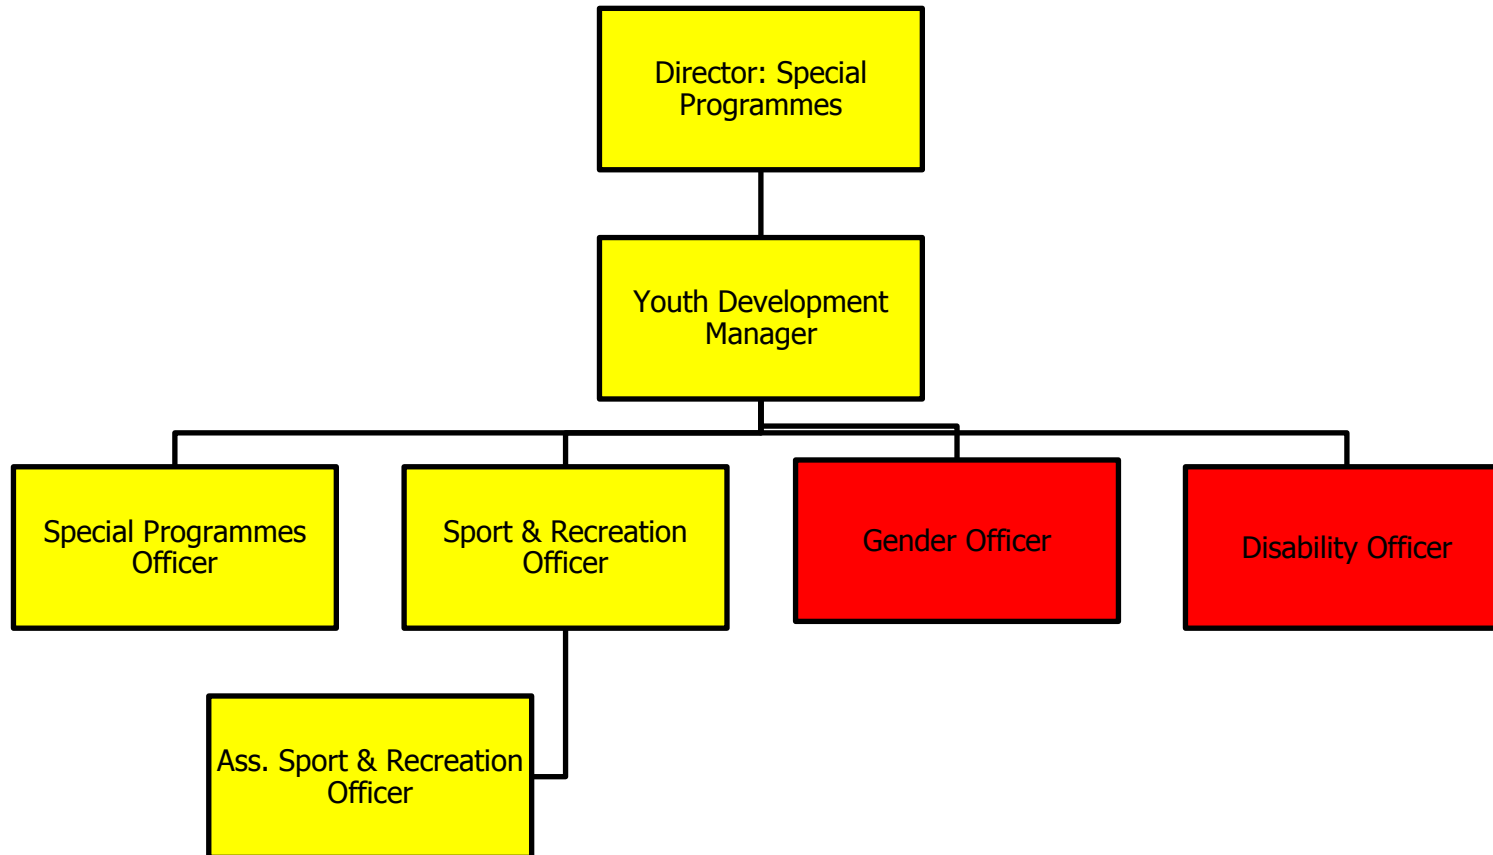 Director: Special
Programmes
Youth Development
Manager
Special Programmes
Officer
Sport & Recreation
Officer
Gender Officer
Disability Officer
Ass. Sport & Recreation
Officer